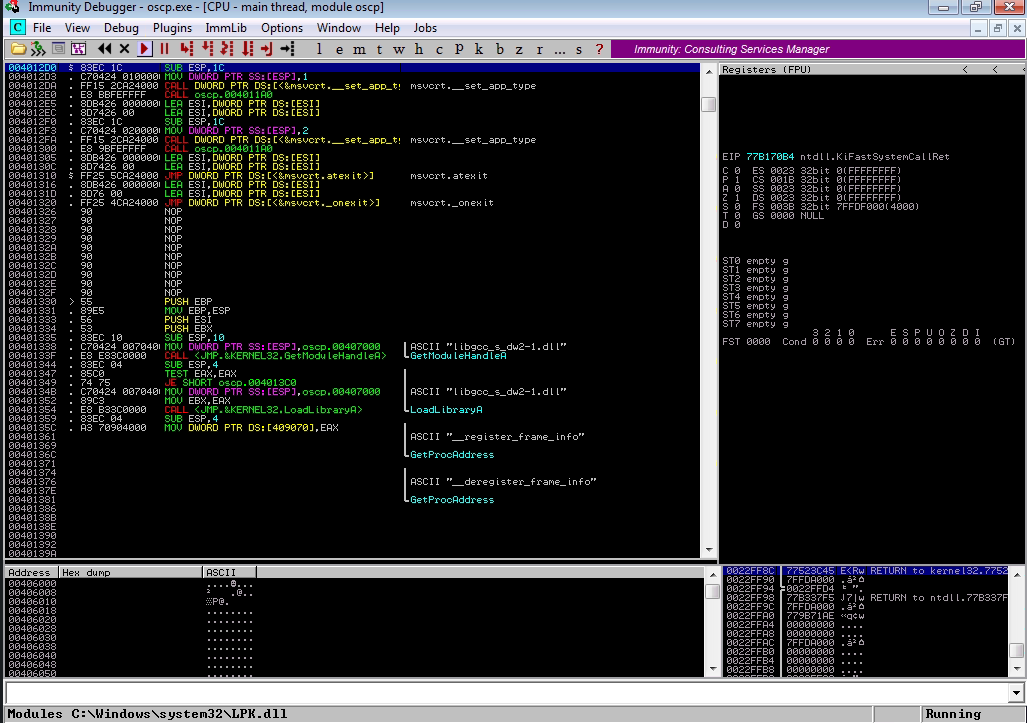 Immunity Debugger - oscp.exe - [CPU - main thread, module oscp]
C File View Debug Plugins ImmLib Options Window Help Jobs
l e m t w h c P k b z r ... s ? Immunity: Consulting Services Manager
004012D0 $ 83EC 1C SUB ESP,1C
004012D3 . C70424 010000 MOV DWORD PTR SS:[ESP],1
004012DA . FF15 2CA24000 CALL DWORD PTR DS:[<&msvcrt.__set_app_t msvcrt.__set_app_type
004012E0 . E8 BBFEFFFF CALL oscp.004011A0
004012E5 . 8DB426 000000 LEA ESI,DWORD PTR DS:[ESI]
004012EC . 8D7426 00 LEA ESI,DWORD PTR DS:[ESI]
004012F0 . 83EC 1C SUB ESP,1C
004012F3 . C70424 020000 MOV DWORD PTR SS:[ESP],2
004012FA . FF15 2CA24000 CALL DWORD PTR DS:[<&msvcrt.__set_app_t msvcrt.__set_app_type
00401300 . E8 9BFEFFFF CALL oscp.004011A0
00401305 . 8DB426 000000 LEA ESI,DWORD PTR DS:[ESI]
0040130C . 8D7426 00 LEA ESI,DWORD PTR DS:[ESI]
00401310 $ FF25 5CA24000 JMP DWORD PTR DS:[<&msvcrt.atexit>] msvcrt.atexit
00401316 . 8DB426 000000 LEA ESI,DWORD PTR DS:[ESI]
0040131D . 8D76 00 LEA ESI,DWORD PTR DS:[ESI]
00401320 . FF25 4CA24000 JMP DWORD PTR DS:[<&msvcrt._onexit>] msvcrt._onexit
00401326 90 NOP
00401327 90 NOP
00401328 90 NOP
00401329 90 NOP
0040132A 90 NOP
0040132B 90 NOP
0040132C 90 NOP
0040132D 90 NOP
0040132E 90 NOP
0040132F 90 NOP
00401330 > 55 PUSH EBP
00401331 . 89E5 MOV EBP,ESP
00401333 . 56 PUSH ESI
00401334 . 53 PUSH EBX
00401335 . 83EC 10 SUB ESP,10
00401338 . C70424 007040 MOV DWORD PTR SS:[ESP],oscp.00407000 ASCII "libgcc_s_dw2-1.dll"
0040133F . E8 E83C0000 CALL <JMP.&KERNEL32.GetModuleHandleA> GetModuleHandleA
00401344 . 83EC 04 SUB ESP,4
00401347 . 85C0 TEST EAX,EAX
00401349 . 74 75 JE SHORT oscp.004013C0
0040134B . C70424 007040 MOV DWORD PTR SS:[ESP],oscp.00407000 ASCII "libgcc_s_dw2-1.dll"
00401352 . 89C3 MOV EBX,EAX
00401354 . E8 B33C0000 CALL <JMP.&KERNEL32.LoadLibraryA> LoadLibraryA
00401359 . 83EC 04 SUB ESP,4
0040135C . A3 70904000 MOV DWORD PTR DS:[409070],EAX
00401361 ASCII "__register_frame_info"
00401369
0040136C GetProcAddress
00401371
00401374
00401376 ASCII "__deregister_frame_info"
0040137E
00401381 GetProcAddress
00401386
0040138B
0040138E
00401390
00401392
00401394
0040139A
Registers (FPU) < < <
EIP 77B170B4 ntdll.KiFastSystemCallRet
C 0 ES 0023 32bit 0(FFFFFFFF)
P 1 CS 001B 32bit 0(FFFFFFFF)
A 0 SS 0023 32bit 0(FFFFFFFF)
Z 1 DS 0023 32bit 0(FFFFFFFF)
S 0 FS 003B 32bit 7FFDF000(4000)
T 0 GS 0000 NULL
D 0
ST0 empty g
ST1 empty g
ST2 empty g
ST3 empty g
ST4 empty g
ST5 empty g
ST6 empty g
ST7 empty g
3 2 1 0 E S P U O Z D I
FST 0000 Cond 0 0 0 0 Err 0 0 0 0 0 0 0 0 (GT)
Address Hex dump ASCII
00406000
00406008
00406010
00406018
00406020
00406028
00406030
00406038
00406040
00406048
00406050
0022FF8C 77523C45 E<Rw RETURN to kernel32.7752
0022FF90 7FFDA000
0022FF94 0022FFD4
0022FF98 77B337F5 RETURN to ntdll.77B337F
0022FF9C 7FFDA000
0022FFA0 779B71AE
0022FFA4 00000000 ....
0022FFA8 00000000 ....
0022FFAC 7FFDA000
0022FFB0 00000000 ....
0022FFB4 00000000 ....
0022FFB8 00000000 ....
Modules C:\Windows\system32\LPK.dll Running